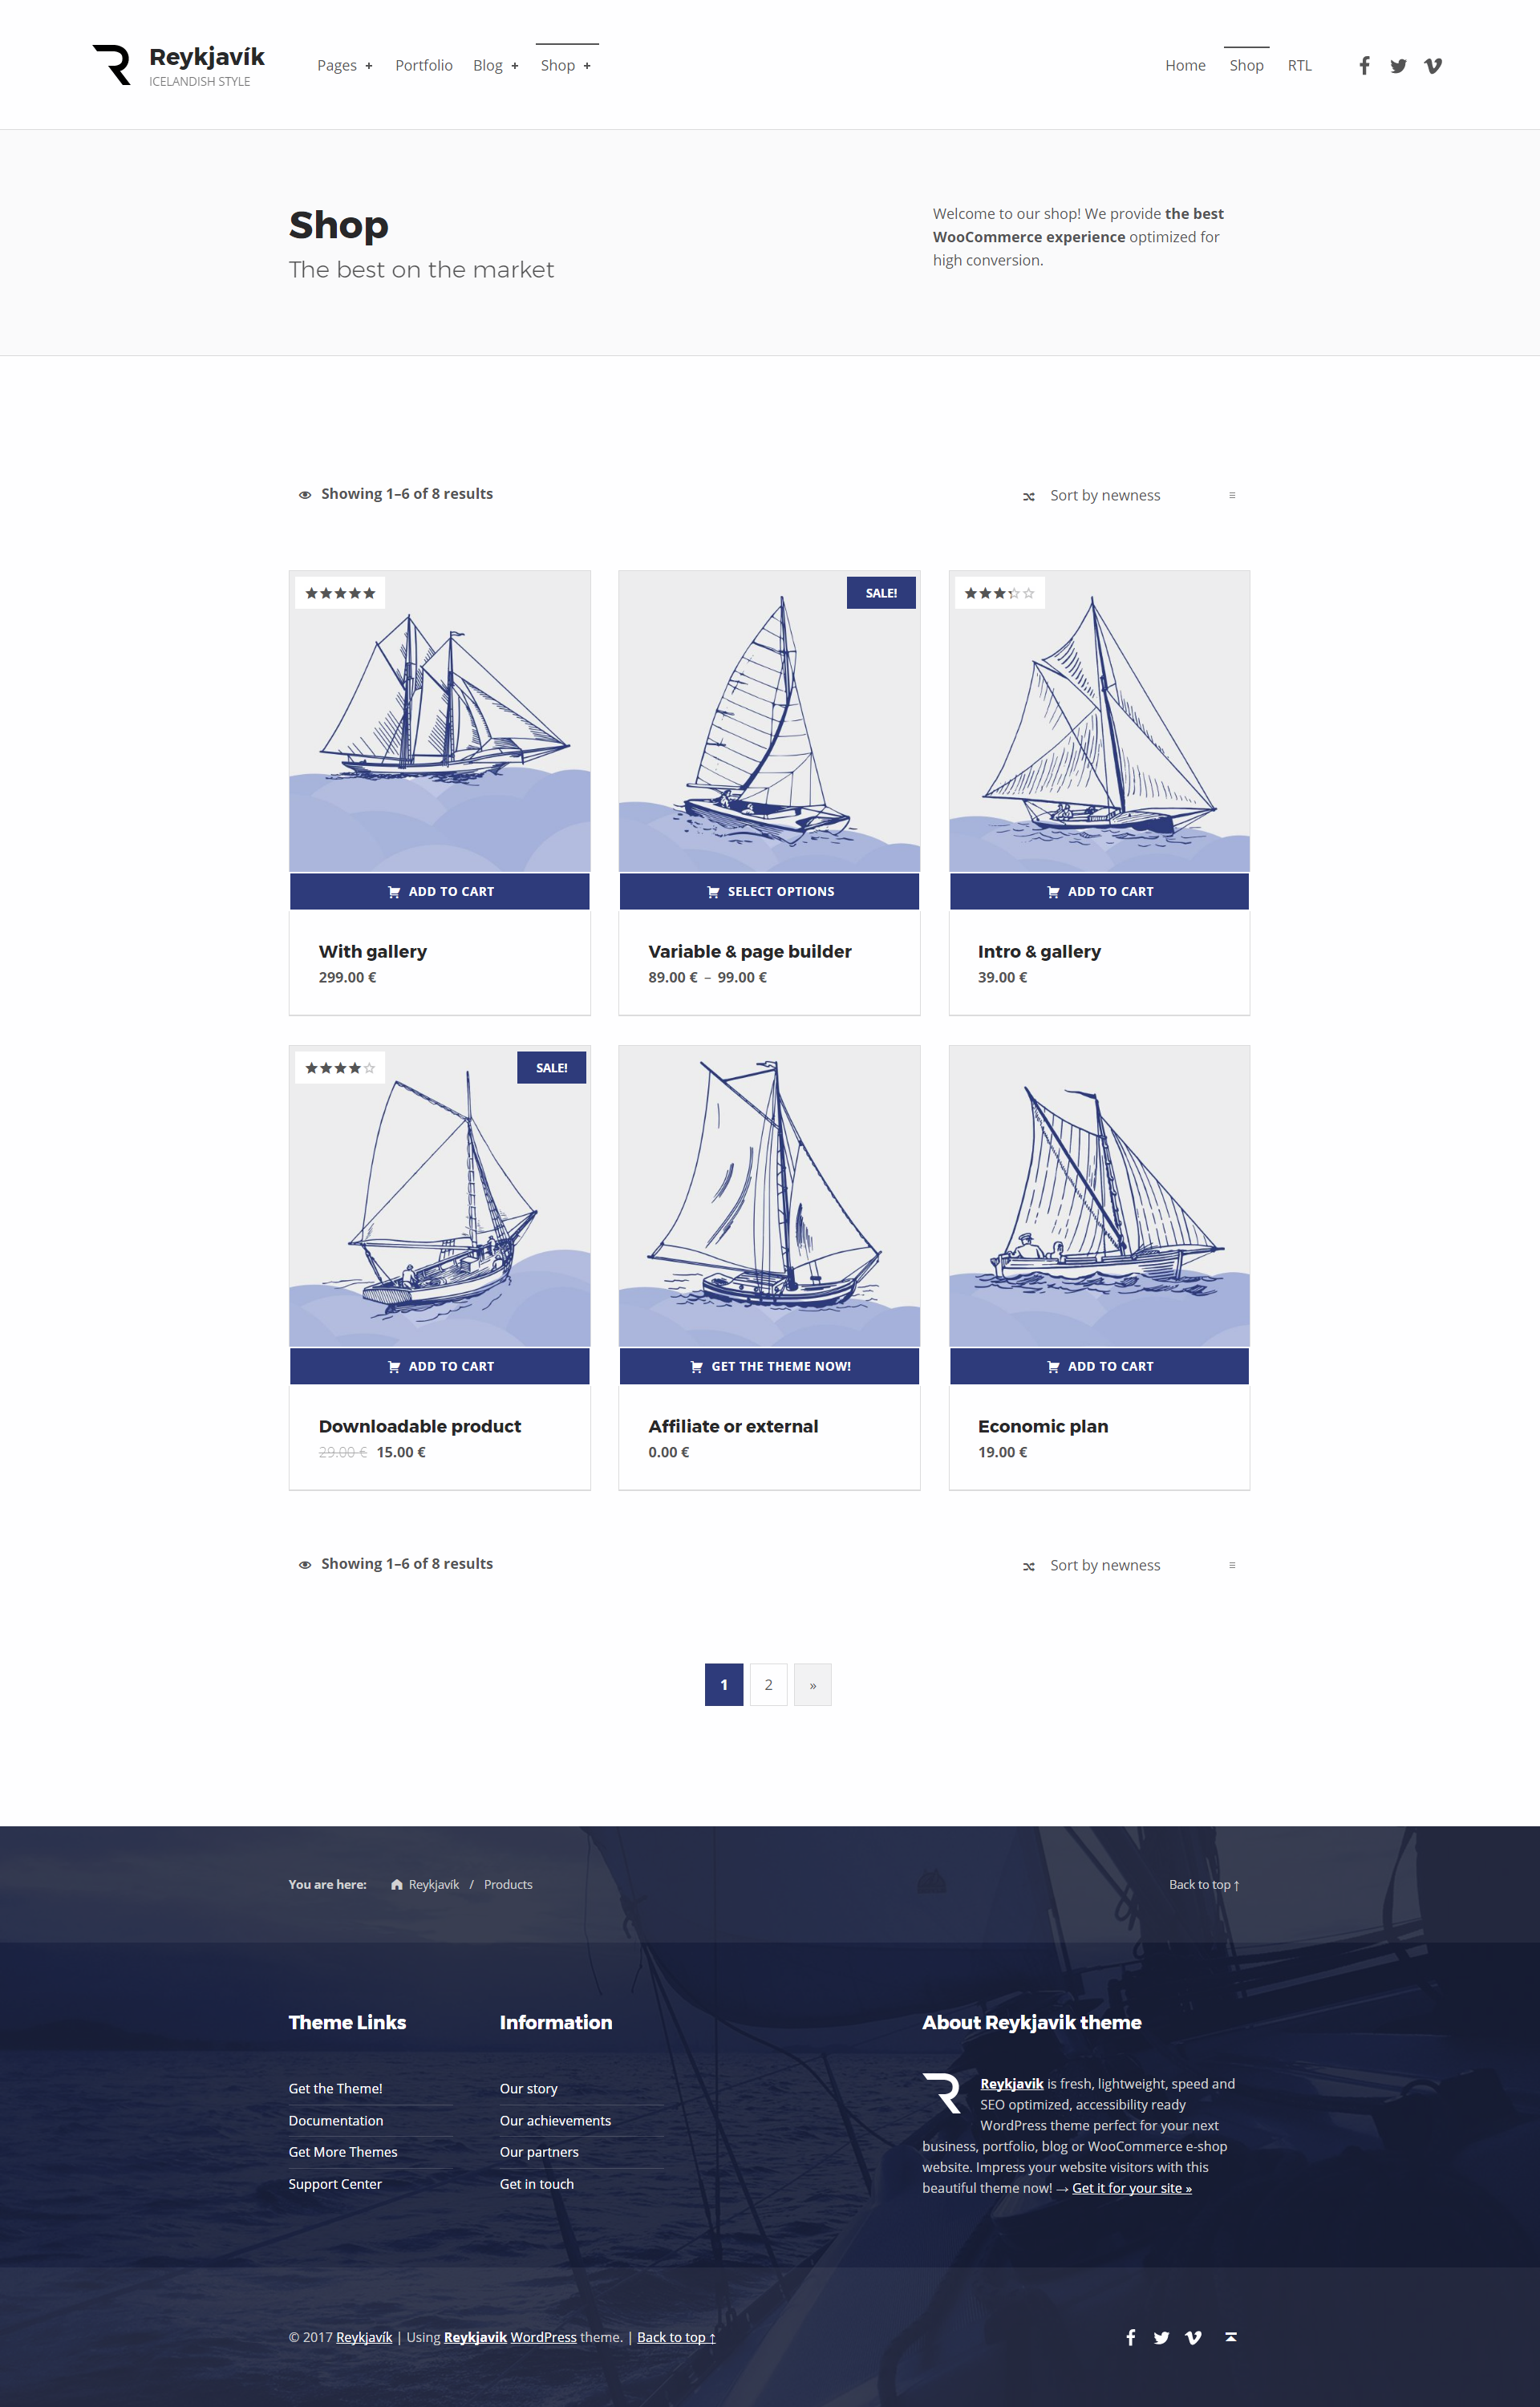 Reykjavík
ICELANDISH STYLE
Pages +
Portfolio
Blog +
Shop +
Home
Shop
RTL
Shop
The best on the market
Welcome to our shop! We provide the best
WooCommerce experience optimized for
high conversion.
Showing 1–6 of 8 results
Sort by newness
SALE!
ADD TO CART
SELECT OPTIONS
ADD TO CART
With gallery
299.00 €
Variable & page builder
89.00 € – 99.00 €
Intro & gallery
39.00 €
SALE!
ADD TO CART
GET THE THEME NOW!
ADD TO CART
Downloadable product
29.00 € 15.00 €
Affiliate or external
0.00 €
Economic plan
19.00 €
Showing 1–6 of 8 results
Sort by newness
1
2
»
You are here: Reykjavík / Products
Back to top ↑
Theme Links
Get the Theme!
Documentation
Get More Themes
Support Center
Information
Our story
Our achievements
Our partners
Get in touch
About Reykjavik theme
Reykjavik is fresh, lightweight, speed and
SEO optimized, accessibility ready
WordPress theme perfect for your next
business, portfolio, blog or WooCommerce e-shop
website. Impress your website visitors with this
beautiful theme now! → Get it for your site »
© 2017 Reykjavík | Using Reykjavik WordPress theme. | Back to top ↑